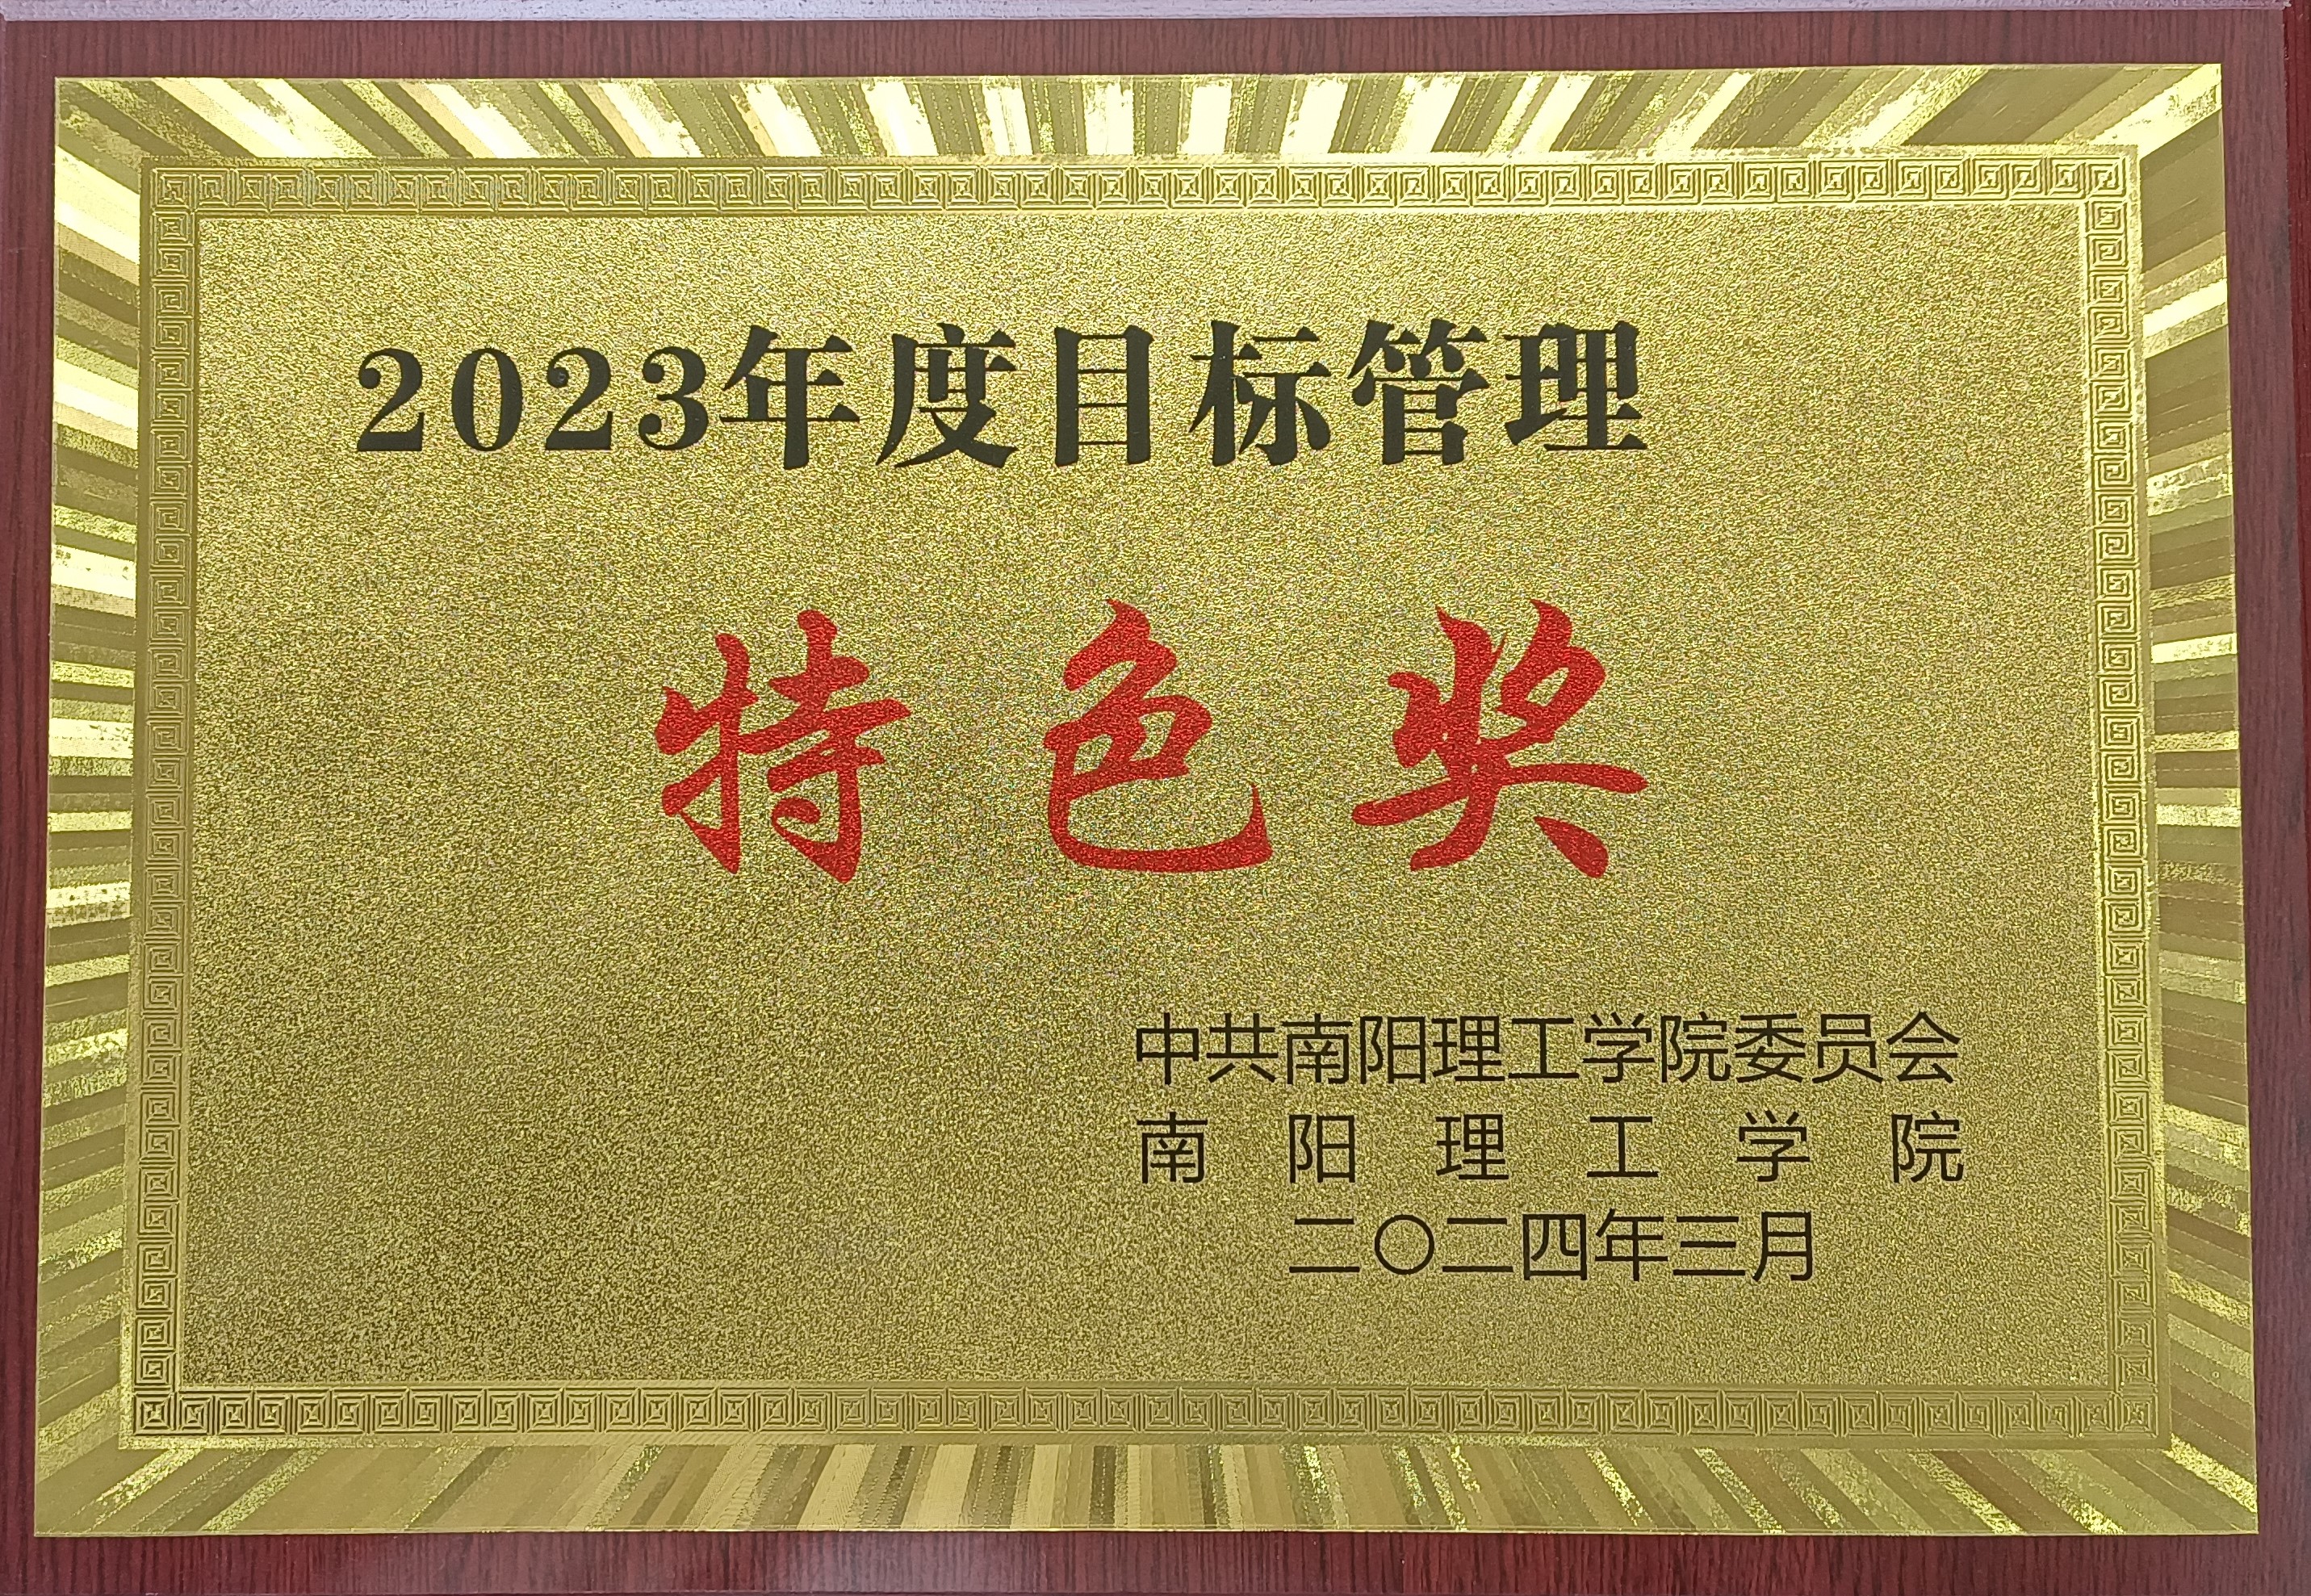 2023年度目标管理
特色奖
中共南阳理工学院委员会
南阳理工学院
二〇二四年三月